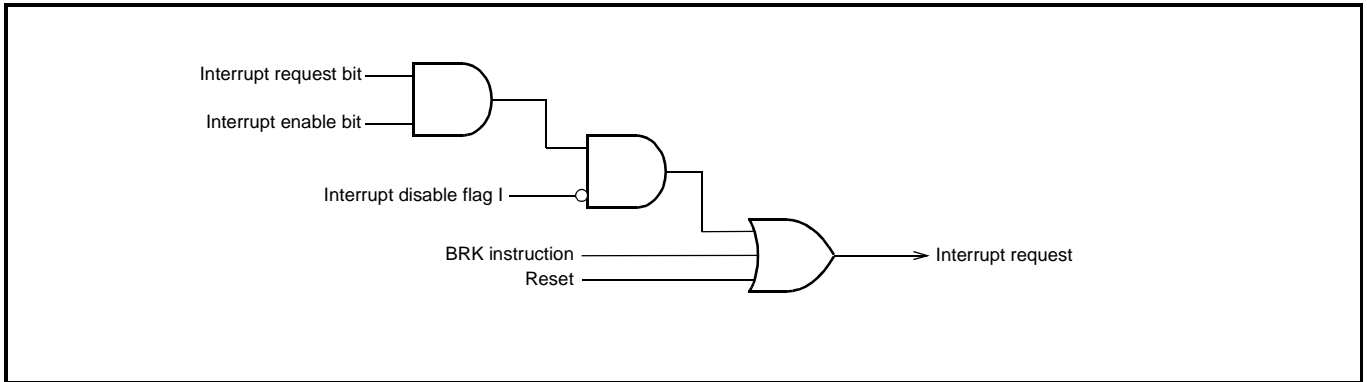 Interrupt request bit
Interrupt enable bit
Interrupt disable flag I
BRK instruction
Reset
Interrupt request